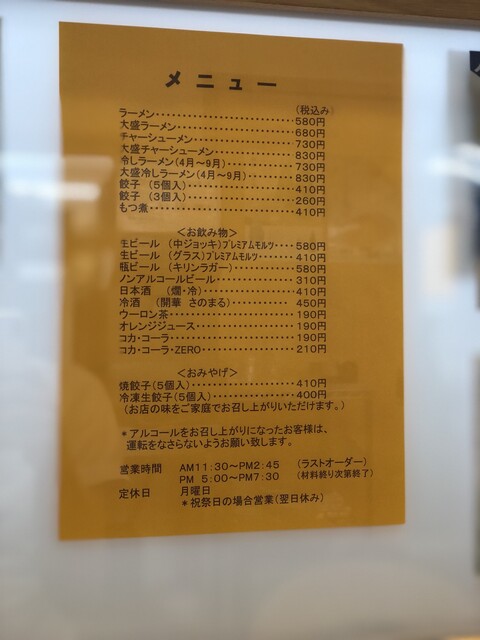 メニュー
(税込み)
ラーメン・・・・・・・・・・・・・・・・・・・・・・580円
大盛ラーメン・・・・・・・・・・・・・・・・・・・680円
チャーシューメン・・・・・・・・・・・・・・・・730円
大盛チャーシューメン・・・・・・・・・・・・・830円
冷しラーメン(4月～9月)・・・・・・・・・・・730円
大盛冷しラーメン(4月～9月)・・・・・・・・830円
餃子 (5個入)・・・・・・・・・・・・・・・・・・410円
餃子 (3個入)・・・・・・・・・・・・・・・・・・260円
もつ煮・・・・・・・・・・・・・・・・・・・・・・・・410円
＜お飲み物＞
生ビール (中ジョッキ)プレミアムモルツ・・・・580円
生ビール (グラス)プレミアムモルツ・・・・・・410円
瓶ビール (キリンラガー)・・・・・・・・・・・580円
ノンアルコールビール・・・・・・・・・・・・・310円
日本酒 (燗・冷)・・・・・・・・・・・・・・・・410円
冷酒 (開華 さのまる)・・・・・・・・・・・450円
ウーロン茶・・・・・・・・・・・・・・・・・・・・・190円
オレンジジュース・・・・・・・・・・・・・・・・190円
コカ・コーラ・・・・・・・・・・・・・・・・・・・・190円
コカ・コーラ・ZERO・・・・・・・・・・・・・・・210円
＜おみやげ＞
焼餃子(5個入)・・・・・・・・・・・・・・・・・410円
冷凍生餃子(5個入)・・・・・・・・・・・・・・400円
(お店の味をご家庭でお召し上がりいただけます。)
＊アルコールをお召し上がりになったお客様は、
運転をなさらないようお願い致します。
営業時間 AM11:30～PM2:45 (ラストオーダー)
PM 5:00～PM7:30 (材料終り次第終了)
定休日 月曜日
＊祝祭日の場合営業(翌日休み)